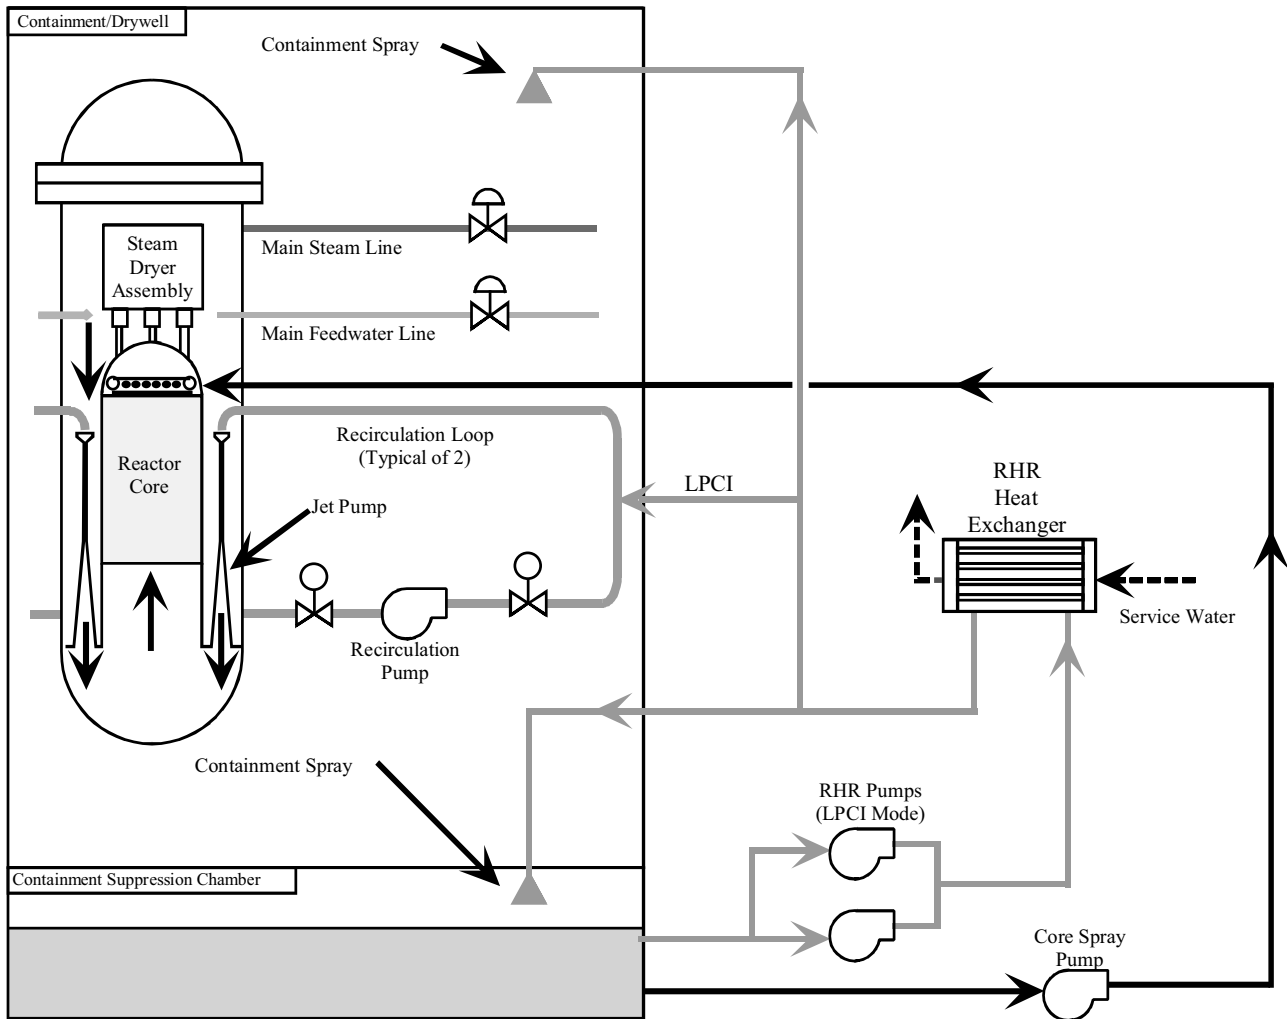 Containment/Drywell
Containment Spray
Steam
Dryer
Assembly
Main Steam Line
Main Feedwater Line
Recirculation Loop
(Typical of 2)
Reactor
Core
LPCI
RHR
Heat
Exchanger
Jet Pump
Service Water
Recirculation
Pump
Containment Spray
RHR Pumps
(LPCI Mode)
Containment Suppression Chamber
Core Spray
Pump